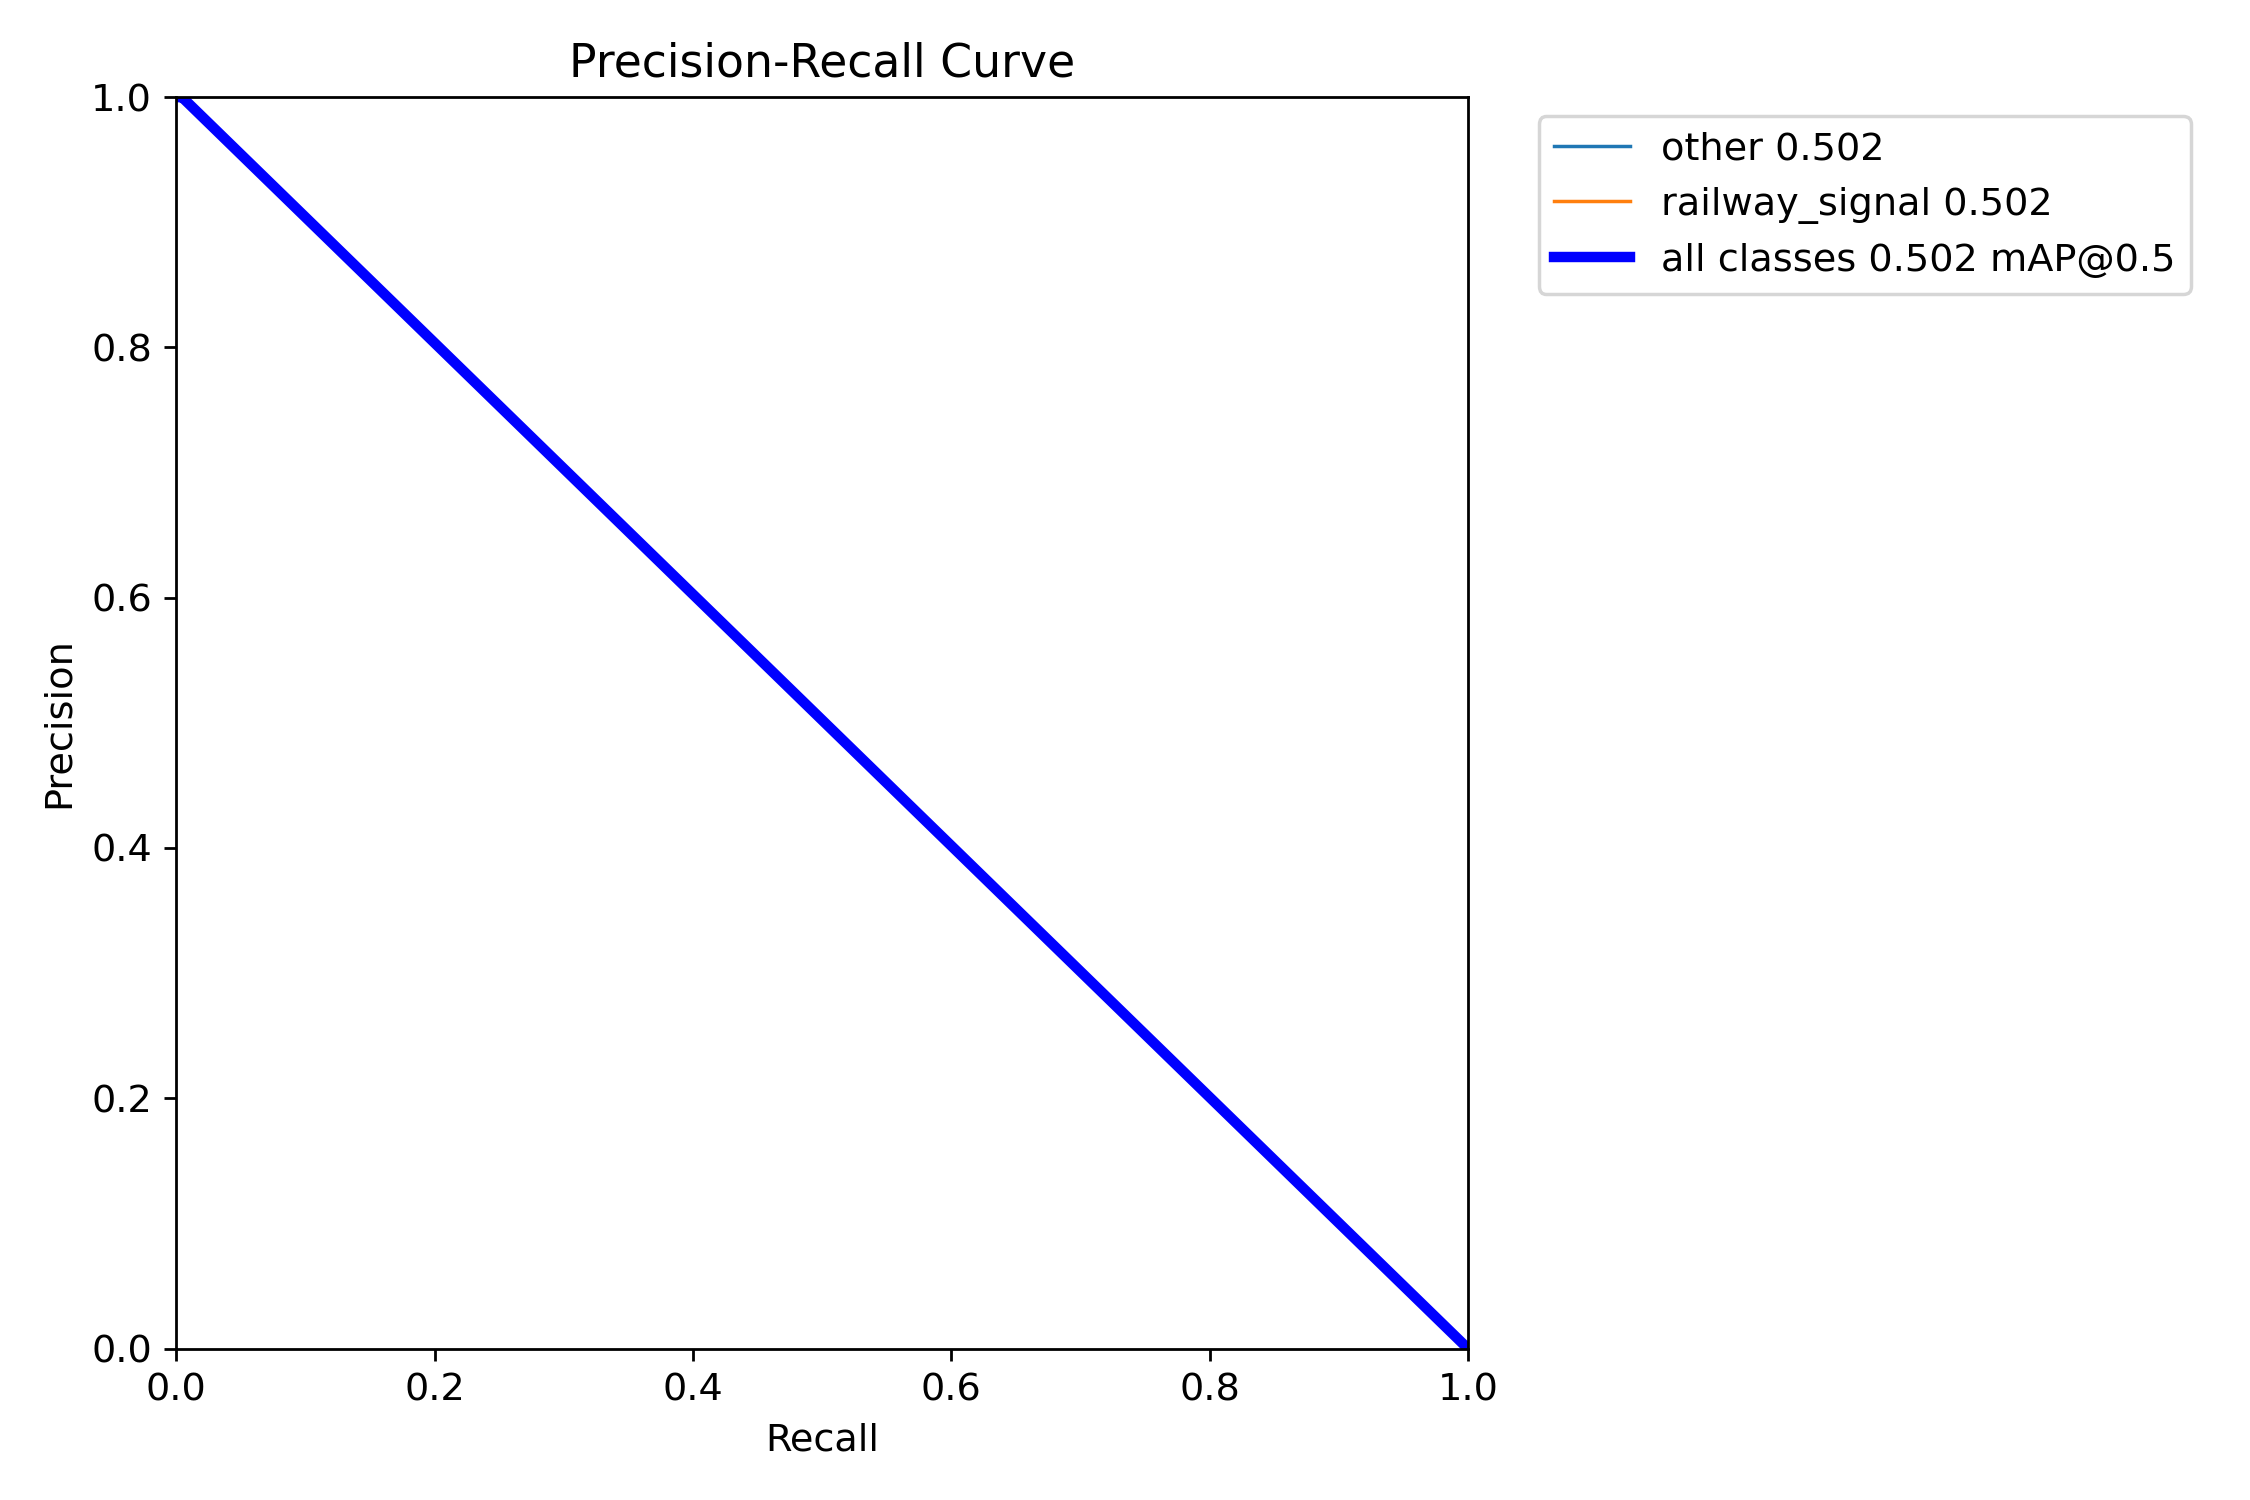 Precision-Recall Curve
1.0
0.8
0.6
0.4
0.2
0.0
Precision
0.0 0.2 0.4 0.6 0.8 1.0
Recall
other 0.502
railway_signal 0.502
all classes 0.502 mAP@0.5